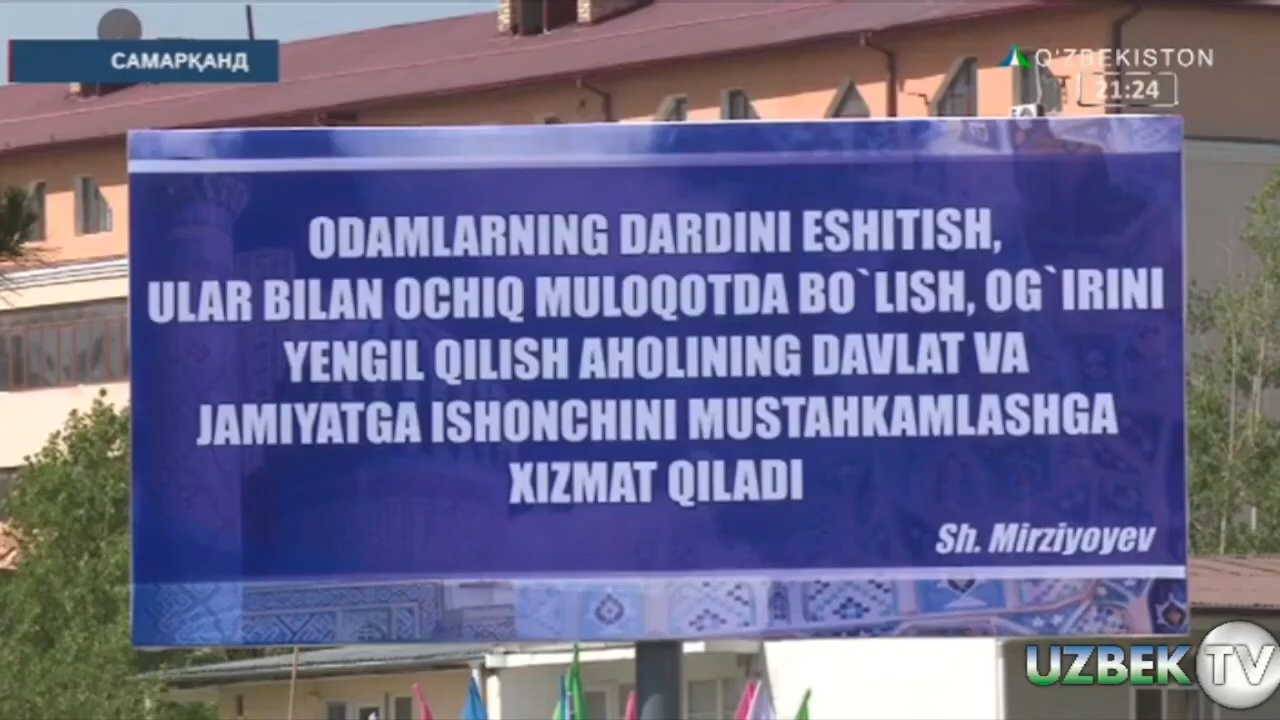 САМАРҚАНД
O'ZBEKISTON
21:24
ODAMLARNING DARDINI ESHITISH,
ULAR BILAN OCHIQ MULOQOTDA BO`LISH, OG`IRINI
YENGIL QILISH AHOLINING DAVLAT VA
JAMIYATGA ISHONCHINI MUSTAHKAMLASHGA
XIZMAT QILADI
Sh. Mirziyoyev
UZBEK TV